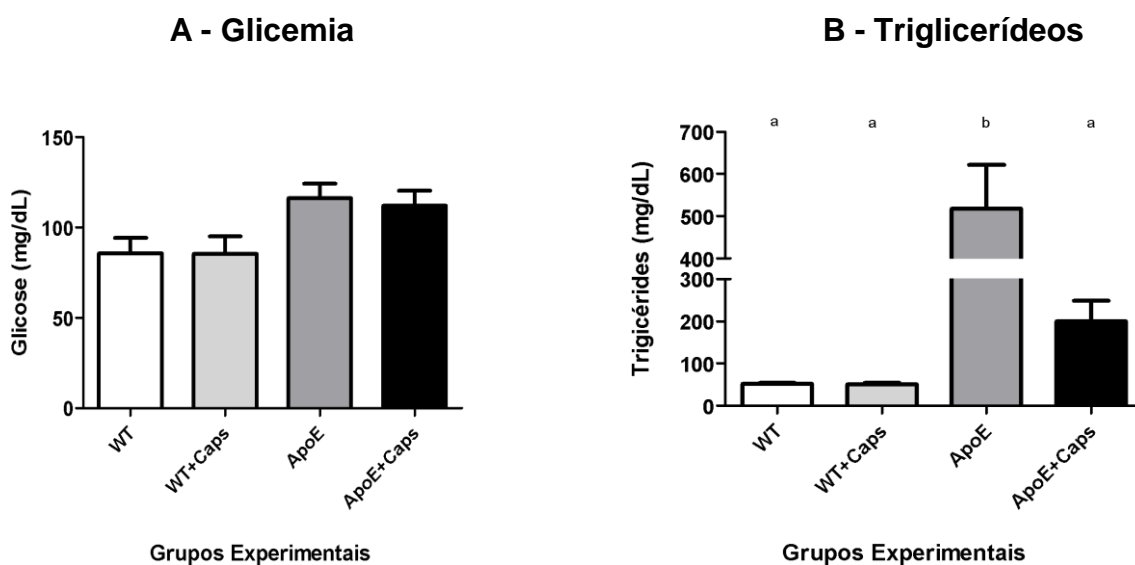 A - Glicemia
150
100
50
0
Glicose (mg/dL)
WT
WT+Caps
ApoE
ApoE+Caps
Grupos Experimentais
B - Triglicerídeos
a
a
b
a
700
600
500
400
300
200
100
0
Trigicérides (mg/dL)
WT
WT+Caps
ApoE
ApoE+Caps
Grupos Experimentais